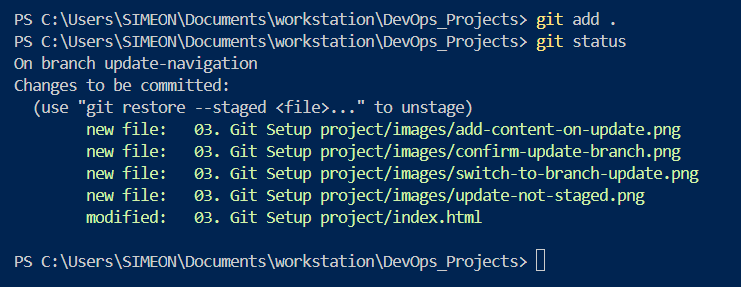 PS C:\Users\SIMEON\Documents\workstation\DevOps_Projects> git add .
PS C:\Users\SIMEON\Documents\workstation\DevOps_Projects> git status
On branch update-navigation
Changes to be committed:
  (use "git restore --staged <file>..." to unstage)
        new file:   03. Git Setup project/images/add-content-on-update.png
        new file:   03. Git Setup project/images/confirm-update-branch.png
        new file:   03. Git Setup project/images/switch-to-branch-update.png
        new file:   03. Git Setup project/images/update-not-staged.png
        modified:   03. Git Setup project/index.html
PS C:\Users\SIMEON\Documents\workstation\DevOps_Projects>